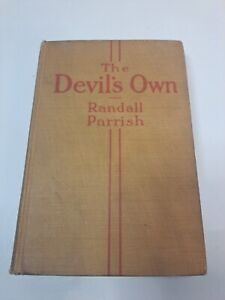 The
Devil's Own
Randall
Parrish